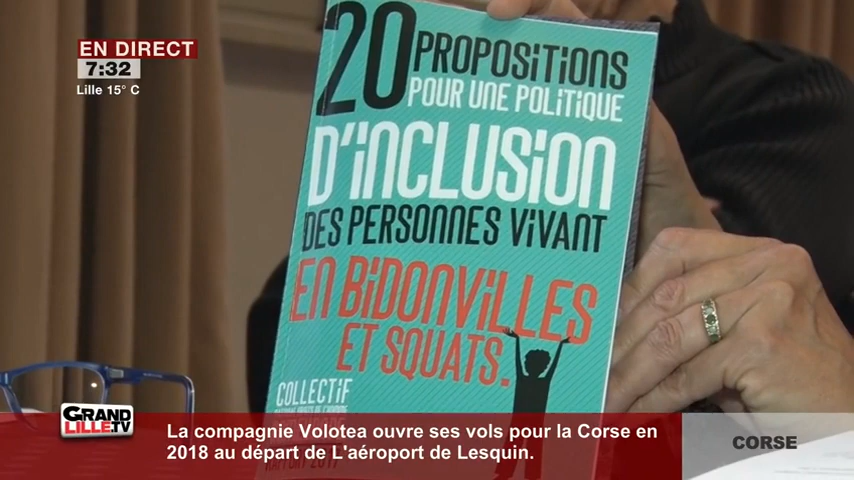 EN DIRECT
7:32
Lille 15° C
20 PROPOSITIONS
POUR UNE POLITIQUE
D'INCLUSION
DES PERSONNES VIVANT
EN BIDONVILLES
ET SQUATS.
COLLECTIF
RAPPORT 2017
GRAND
LILLE.TV
La compagnie Volotea ouvre ses vols pour la Corse en
2018 au départ de L'aéroport de Lesquin.
CORSE